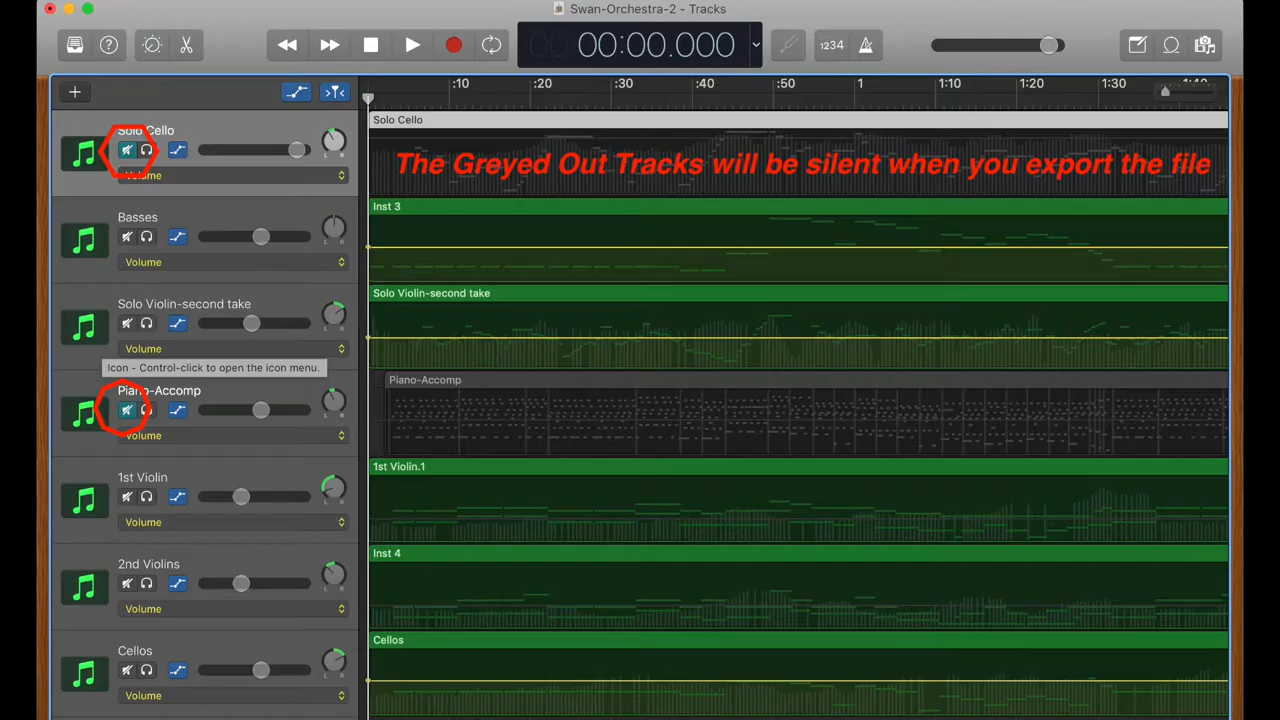 Swan-Orchestra-2 - Tracks
00:00.000
1234
:10 :20 :30 :40 :50 1 1:10 1:20 1:30 1:40
Solo Cello
Volume
Solo Cello
The Greyed Out Tracks will be silent when you export the file
Basses
Volume
Inst 3
Solo Violin-second take
Volume
Solo Violin-second take
Icon - Control-click to open the icon menu.
Piano-Accomp
Volume
Piano-Accomp
1st Violin
Volume
1st Violin.1
2nd Violins
Volume
Inst 4
Cellos
Volume
Cellos